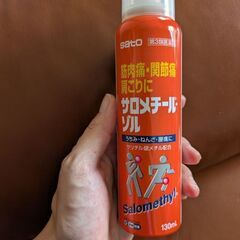 sato
第3類医薬品
筋肉痛・関節痛
肩こりに
サロメチール・
ゾル
うちみ・ねんざ・腰痛に
サリチル酸メチル配合
Salomethyl
130mL